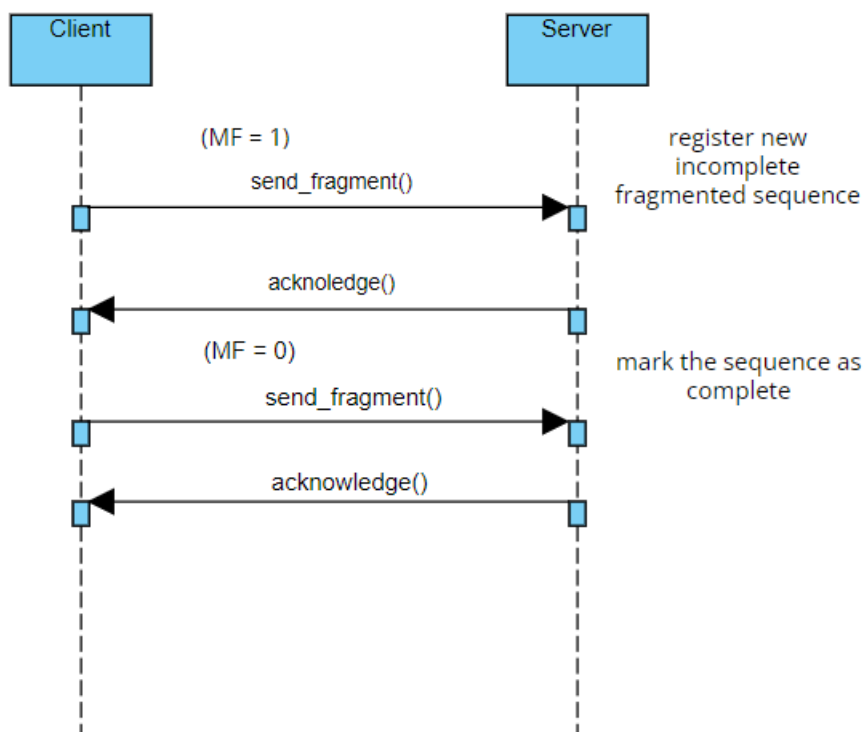 Client
Server
(MF = 1)
send_fragment()
register new
incomplete
fragmented sequence
acknoledge()
(MF = 0)
send_fragment()
mark the sequence as
complete
acknowledge()